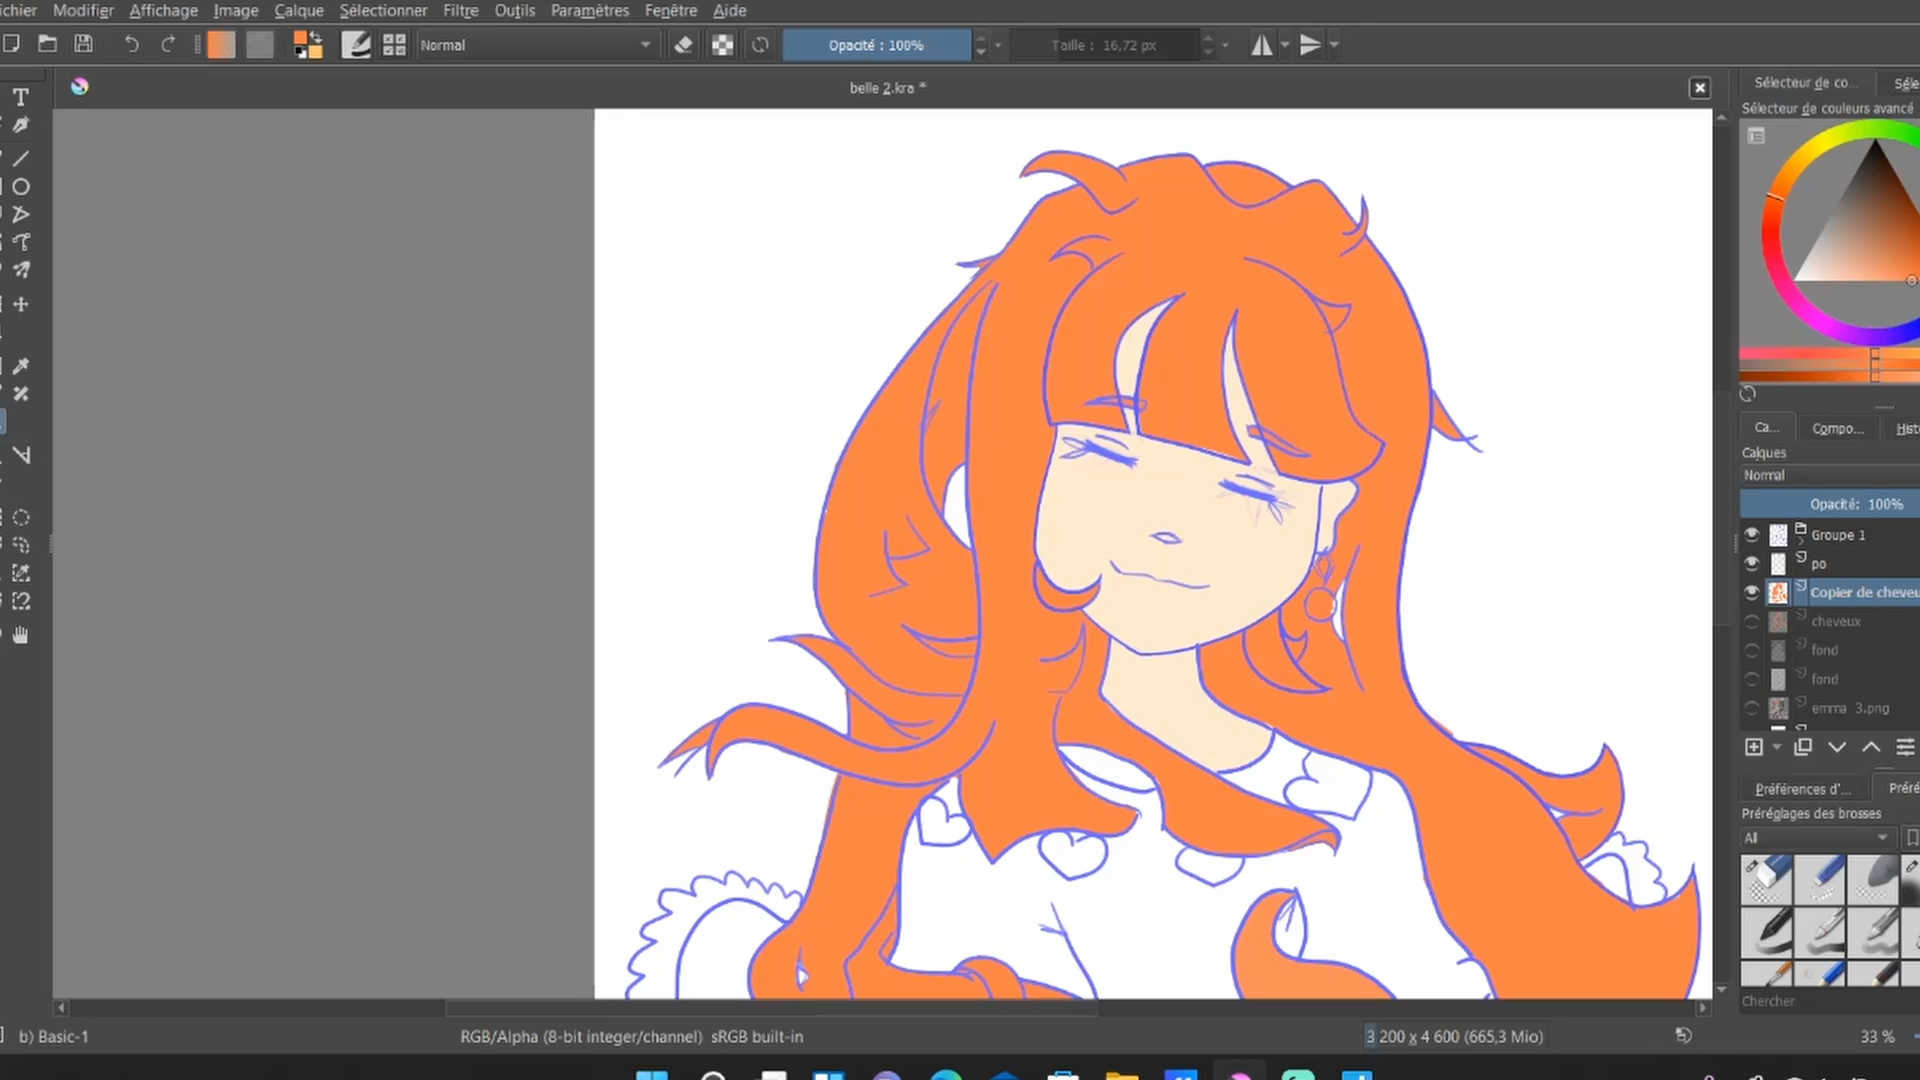 ichier Modifier Affichage Image Calque Sélectionner Filtre Outils Paramètres Fenêtre Aide
Normal Opacité : 100% Taille : 16,72 px
belle 2.kra *
Sélecteur de co... Séle
Sélecteur de couleurs avancé
Ca... Compo... Hist
Calques
Normal
Opacité: 100%
Groupe 1
po
Copier de cheveu
cheveux
fond
fond
emma 3.png
Préférences d'... Préré
Préréglages des brosses
All
Chercher
b) Basic-1 RGB/Alpha (8-bit integer/channel) sRGB built-in 3 200 x 4 600 (665,3 Mio) 33 %